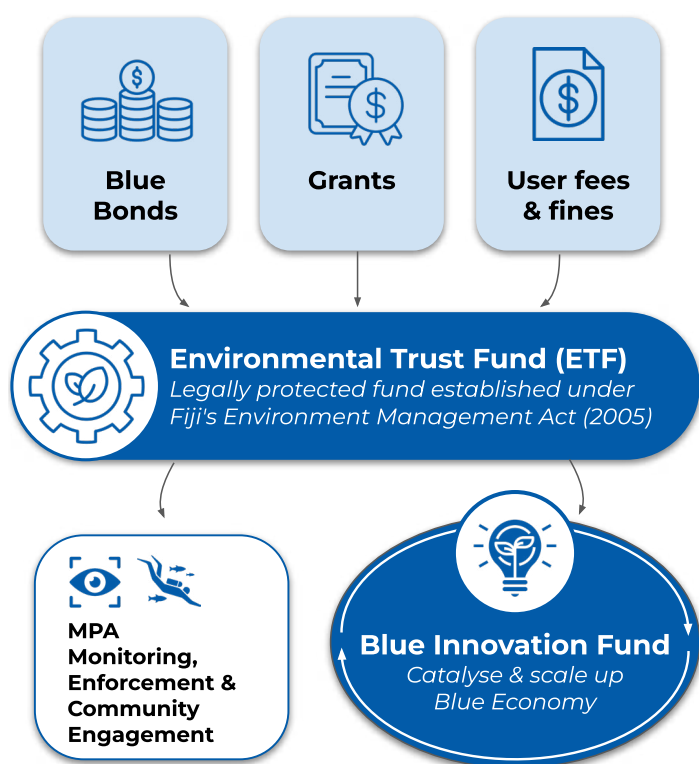 Blue
Bonds
Grants
User fees
& fines
Environmental Trust Fund (ETF)
Legally protected fund established under
Fiji's Environment Management Act (2005)
MPA
Monitoring,
Enforcement &
Community
Engagement
Blue Innovation Fund
Catalyse & scale up
Blue Economy